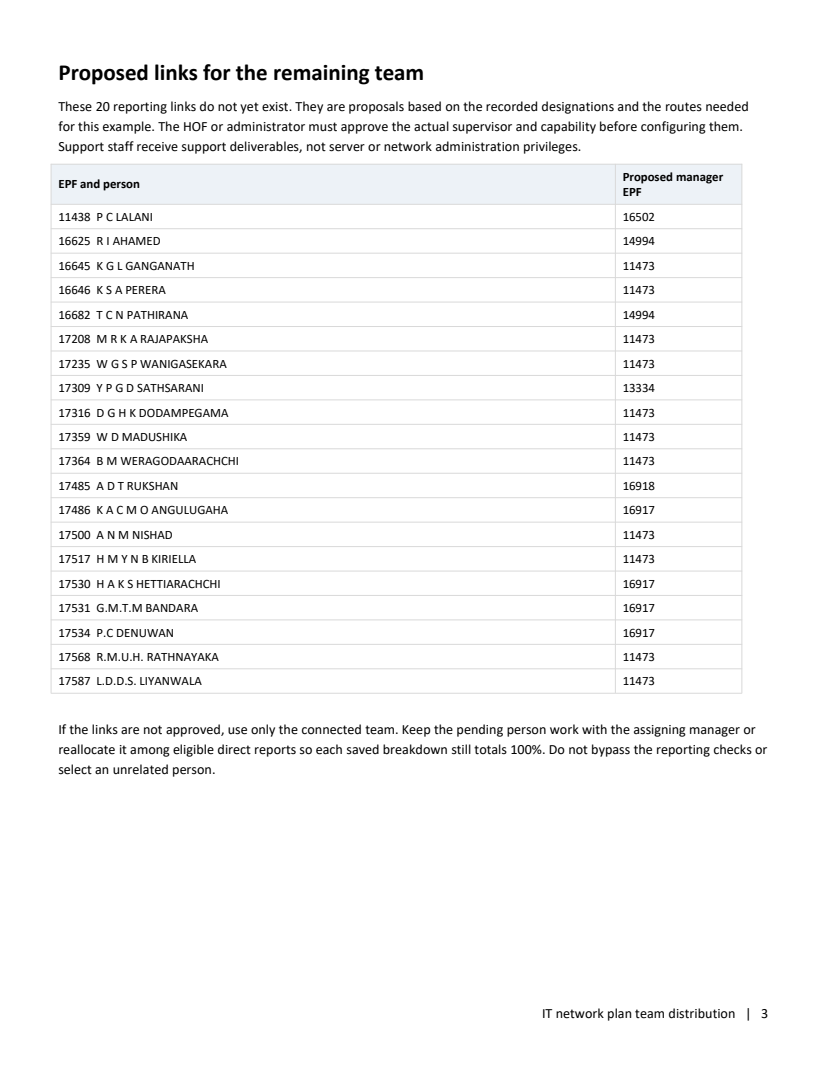 Proposed links for the remaining team
These 20 reporting links do not yet exist. They are proposals based on the recorded designations and the routes needed
for this example. The HOF or administrator must approve the actual supervisor and capability before configuring them.
Support staff receive support deliverables, not server or network administration privileges.
EPF and person Proposed manager EPF
11438 P C LALANI 16502
16625 R I AHAMED 14994
16645 K G L GANGANATH 11473
16646 K S A PERERA 11473
16682 T C N PATHIRANA 14994
17208 M R K A RAJAPAKSHA 11473
17235 W G S P WANIGASEKARA 11473
17309 Y P G D SATHSARANI 13334
17316 D G H K DODAMPEGAMA 11473
17359 W D MADUSHIKA 11473
17364 B M WERAGODAARACHCHI 11473
17485 A D T RUKSHAN 16918
17486 K A C M O ANGULUGAHA 16917
17500 A N M NISHAD 11473
17517 H M Y N B KIRIELLA 11473
17530 H A K S HETTIARACHCHI 16917
17531 G.M.T.M BANDARA 16917
17534 P.C DENUWAN 16917
17568 R.M.U.H. RATHNAYAKA 11473
17587 L.D.D.S. LIYANWALA 11473
If the links are not approved, use only the connected team. Keep the pending person work with the assigning manager or
reallocate it among eligible direct reports so each saved breakdown still totals 100%. Do not bypass the reporting checks or
select an unrelated person.
IT network plan team distribution | 3